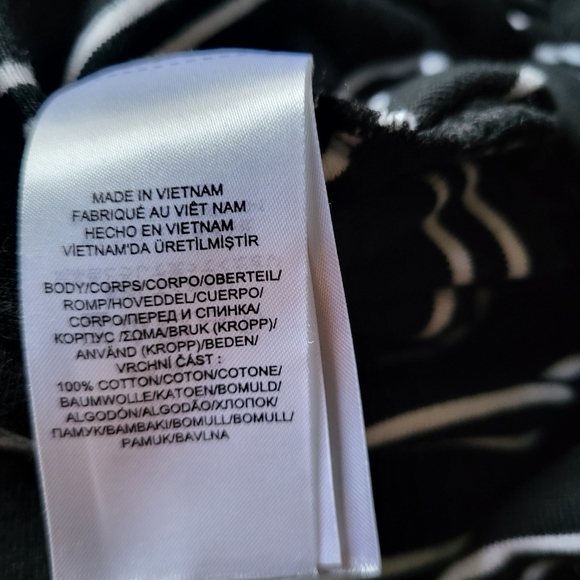 MADE IN VIETNAM
FABRIQUÉ AU VIÊT NAM
HECHO EN VIETNAM
VİETNAM'DA ÜRETİLMİŞTİR
BODY/CORPS/CORPO/OBERTEIL/
ROMP/HOVEDDEL/CUERPO/
CORPO/ПЕРЕД И СПИНКА/
КОРПУС /ΣΩΜΑ/BRUK (KROPP)/
ANVÄND (KROPP)/BEDEN/
VRCHNÍ ČÁST :
100% COTTON/COTON/COTONE/
BAUMWOLLE/KATOEN/BOMULD/
ALGODÓN/ALGODÃO/ХЛОПОК/
ПАМУК/ΒΑΜΒΑΚΙ/BOMULL/BOMULL/
PAMUK/BAVLNA